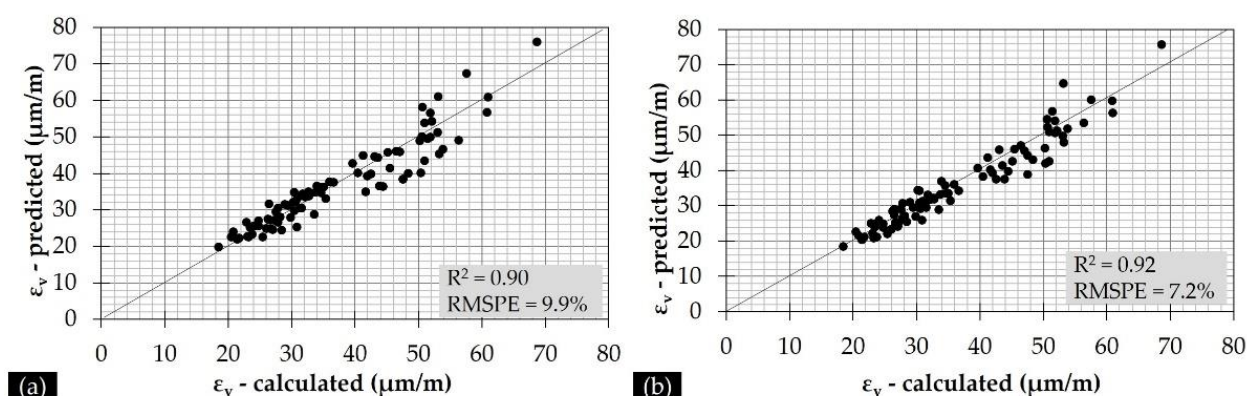 80
70
60
50
40
30
20
10
0
εv - predicted (μm/m)
R² = 0.90
RMSPE = 9.9%
0 10 20 30 40 50 60 70 80
εv - calculated (μm/m)
(a)
80
70
60
50
40
30
20
10
0
εv - predicted (μm/m)
R² = 0.92
RMSPE = 7.2%
0 10 20 30 40 50 60 70 80
εv - calculated (μm/m)
(b)